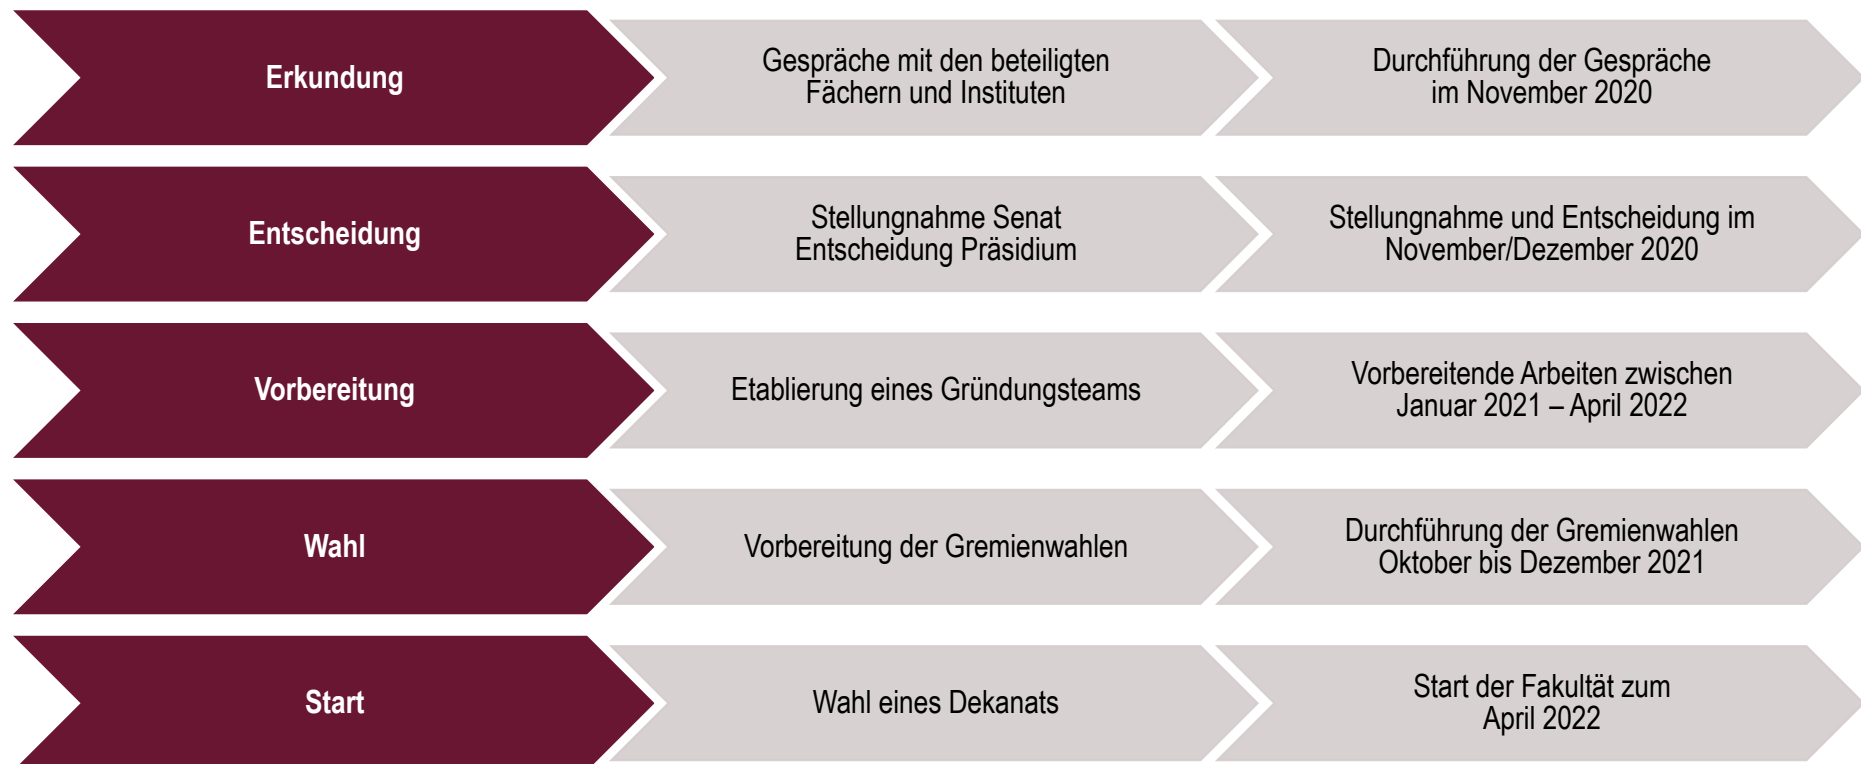 Erkundung
Gespräche mit den beteiligten
Fächern und Instituten
Durchführung der Gespräche
im November 2020
Entscheidung
Stellungnahme Senat
Entscheidung Präsidium
Stellungnahme und Entscheidung im
November/Dezember 2020
Vorbereitung
Etablierung eines Gründungsteams
Vorbereitende Arbeiten zwischen
Januar 2021 – April 2022
Wahl
Vorbereitung der Gremienwahlen
Durchführung der Gremienwahlen
Oktober bis Dezember 2021
Start
Wahl eines Dekanats
Start der Fakultät zum
April 2022